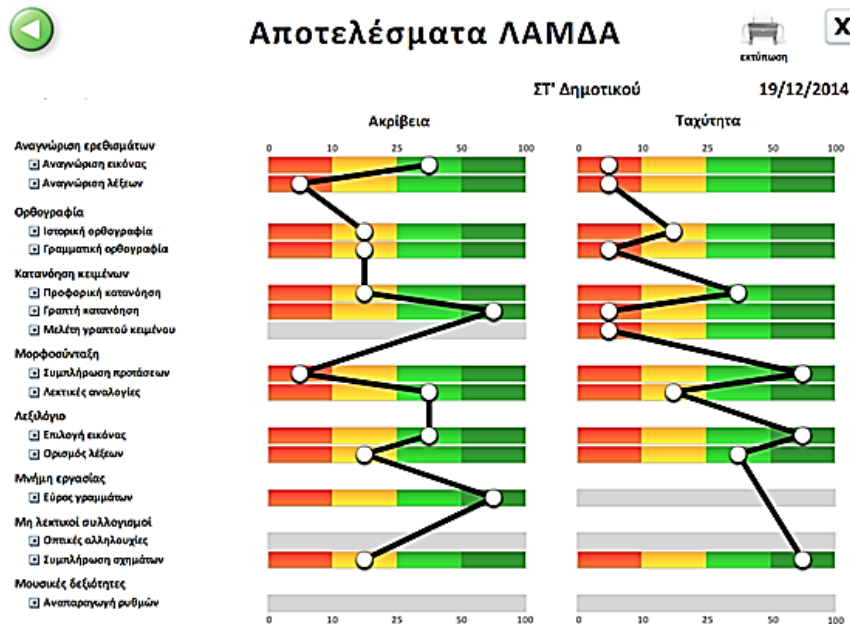 Αποτελέσματα ΛΑΜΔΑ
εκτύπωση
X
ΣΤ' Δημοτικού 19/12/2014
Ακρίβεια Ταχύτητα
0 10 25 50 100 0 10 25 50 100
Αναγνώριση ερεθισμάτων
Αναγνώριση εικόνας
Αναγνώριση λέξεων
Ορθογραφία
Ιστορική ορθογραφία
Γραμματική ορθογραφία
Κατανόηση κειμένων
Προφορική κατανόηση
Γραπτή κατανόηση
Μελέτη γραπτού κειμένου
Μορφοσύνταξη
Συμπλήρωση προτάσεων
Λεκτικές αναλογίες
Λεξιλόγιο
Επιλογή εικόνας
Ορισμός λέξεων
Μνήμη εργασίας
Εύρος γραμμάτων
Μη λεκτικοί συλλογισμοί
Οπτικές αλληλουχίες
Συμπλήρωση σχημάτων
Μουσικές δεξιότητες
Αναπαραγωγή ρυθμών
0 10 25 50 100 0 10 25 50 100